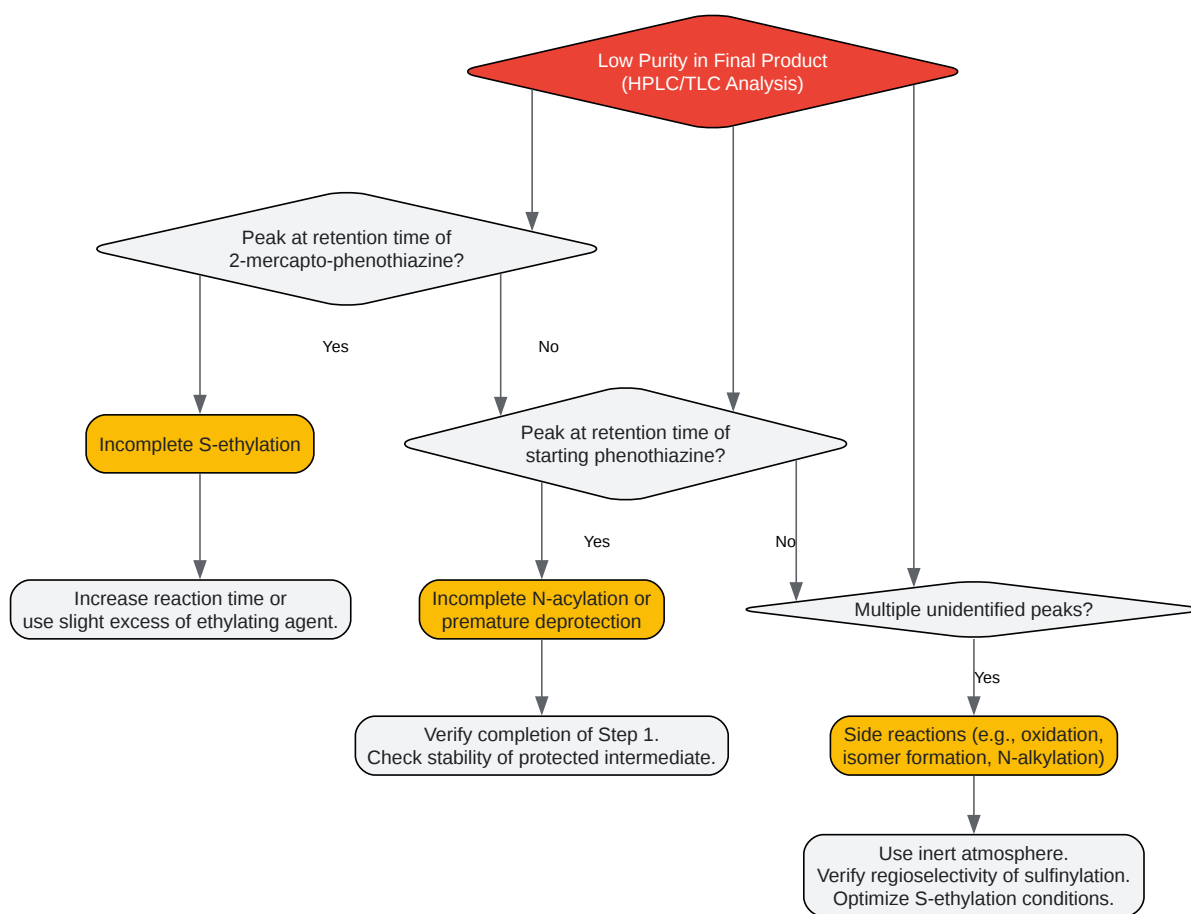 Low Purity in Final Product
(HPLC/TLC Analysis)
Peak at retention time of
2-mercapto-phenothiazine?
Yes
No
Incomplete S-ethylation
Peak at retention time of
starting phenothiazine?
Yes
No
Increase reaction time or
use slight excess of ethylating agent.
Incomplete N-acylation or
premature deprotection
Multiple unidentified peaks?
Yes
Verify completion of Step 1.
Check stability of protected intermediate.
Side reactions (e.g., oxidation,
isomer formation, N-alkylation)
Use inert atmosphere.
Verify regioselectivity of sulfinylation.
Optimize S-ethylation conditions.